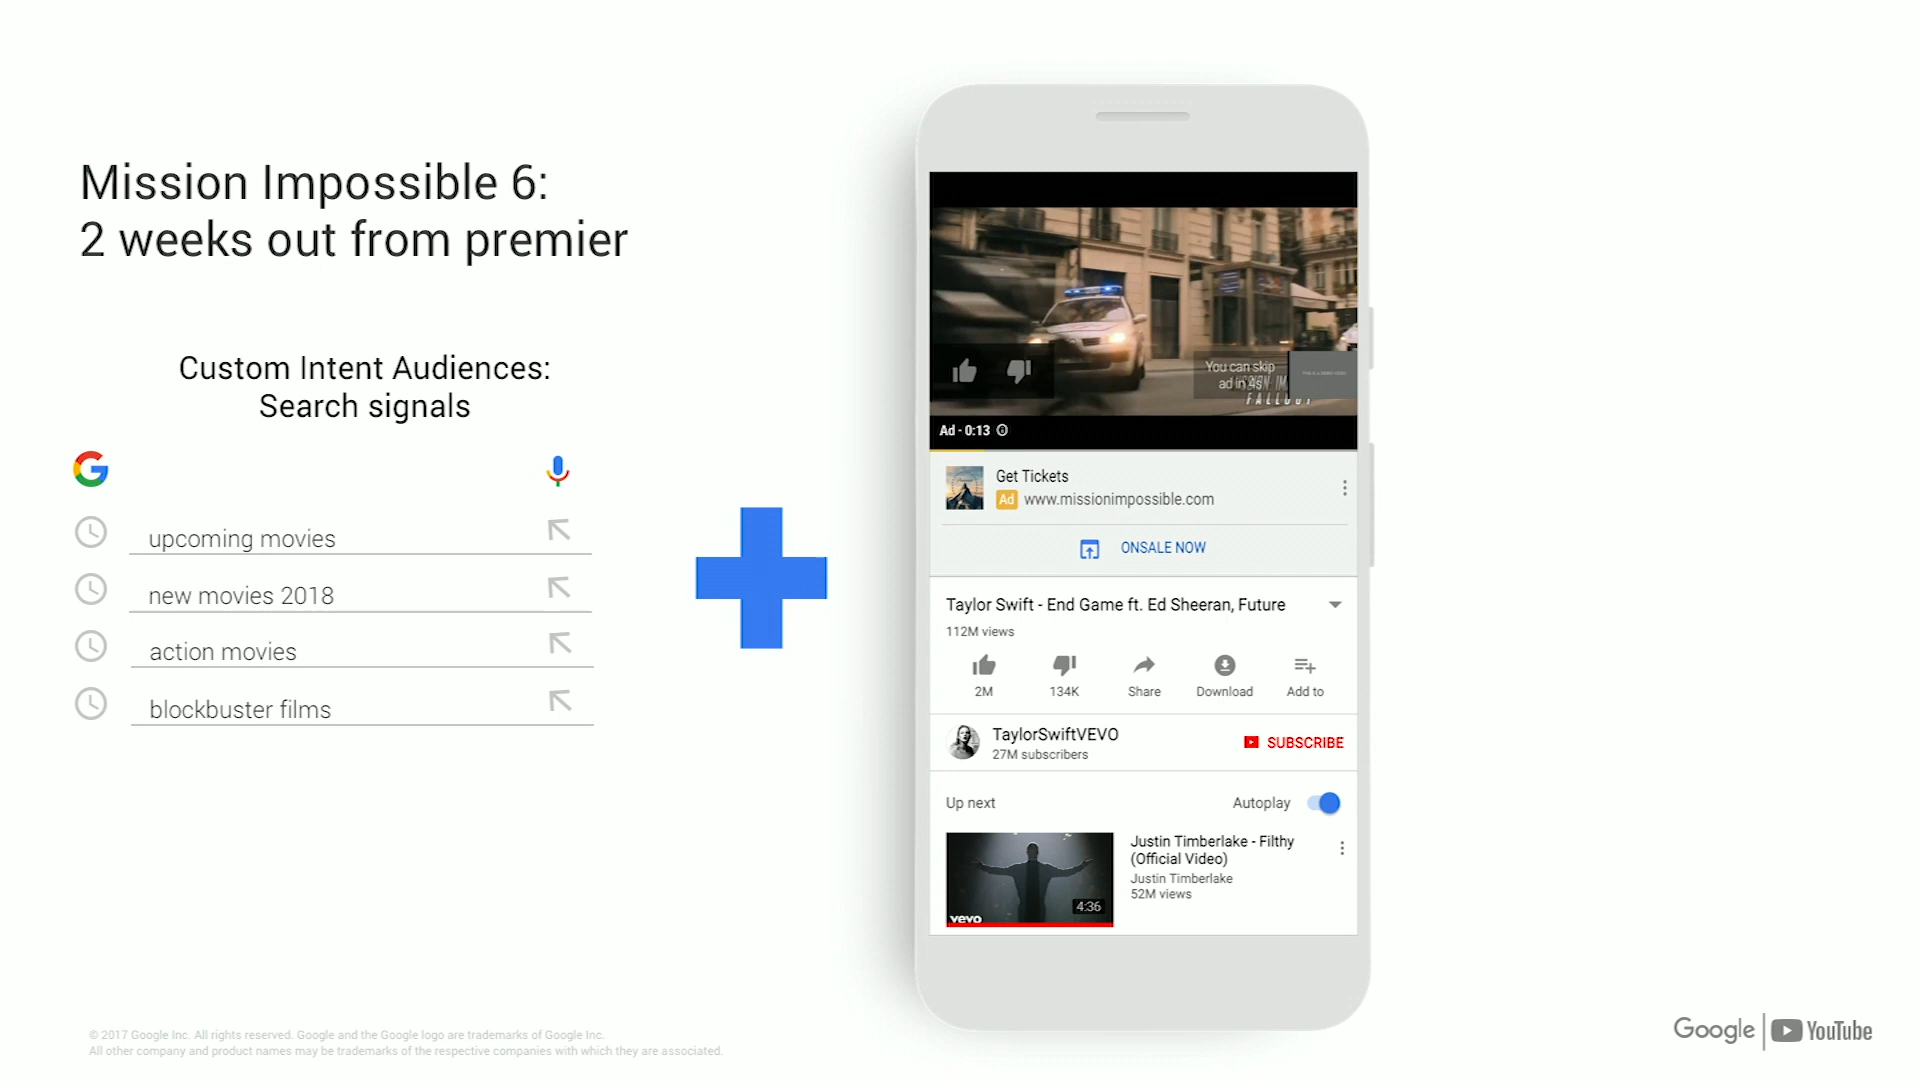 Mission Impossible 6:
2 weeks out from premier
Custom Intent Audiences:
Search signals
upcoming movies
new movies 2018
action movies
blockbuster films
You can skip
ad in 4s
FALLOUT
Ad · 0:13
Get Tickets
Ad www.missionimpossible.com
ONSALE NOW
Taylor Swift - End Game ft. Ed Sheeran, Future
112M views
2M 134K Share Download Add to
TaylorSwiftVEVO
27M subscribers
SUBSCRIBE
Up next Autoplay
Justin Timberlake - Filthy
(Official Video)
Justin Timberlake
52M views
4:36
vevo
© 2017 Google Inc. All rights reserved. Google and the Google logo are trademarks of Google Inc.
All other company and product names may be trademarks of the respective companies with which they are associated.
Google YouTube